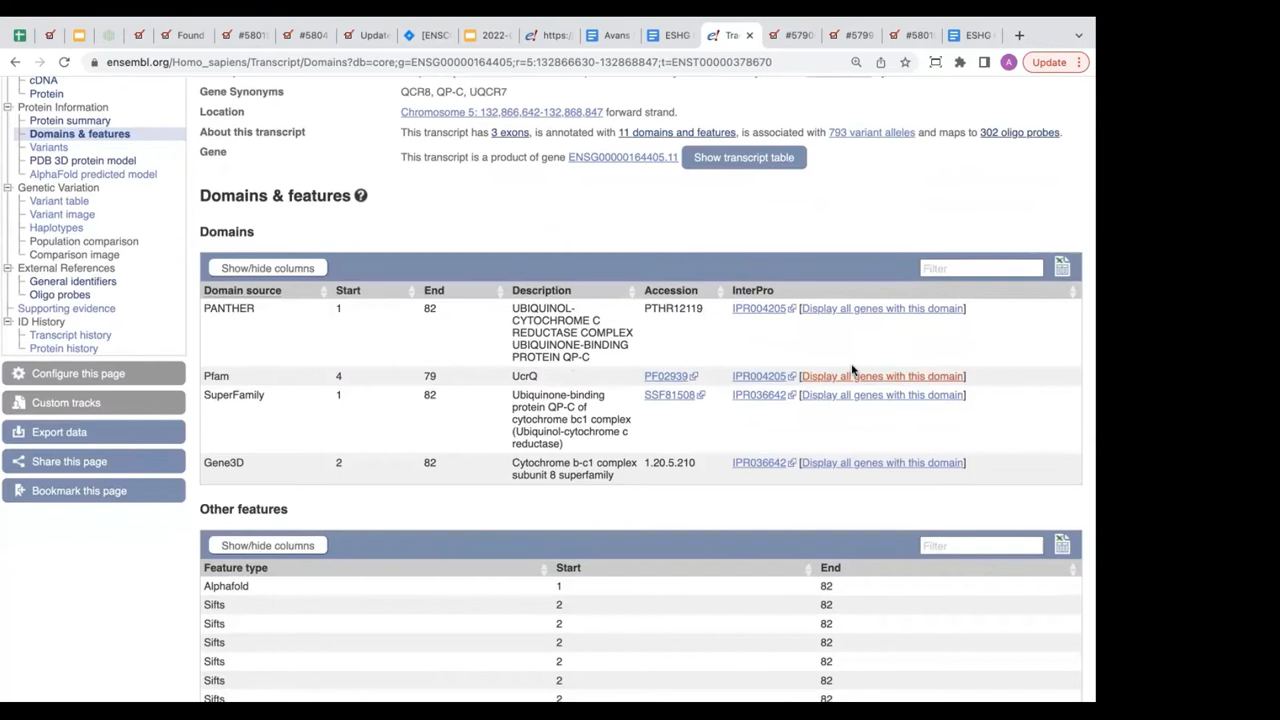 Found
#5801
#5804
Update
[ENSC
2022-
https:
Avans
ESHG
Tra
#5790
#5799
#5801
ESHG
ensembl.org/Homo_sapiens/Transcript/Domains?db=core;g=ENSG00000164405;r=5:132866630-132868847;t=ENST00000378670
A
Update
cDNA
Protein
Protein Information
Protein summary
Domains & features
Variants
PDB 3D protein model
AlphaFold predicted model
Genetic Variation
Variant table
Variant image
Haplotypes
Population comparison
Comparison image
External References
General identifiers
Oligo probes
Supporting evidence
ID History
Transcript history
Protein history
Configure this page
Custom tracks
Export data
Share this page
Bookmark this page
Gene Synonyms QCR8, QP-C, UQCR7
Location Chromosome 5: 132,866,642-132,868,847 forward strand.
About this transcript This transcript has 3 exons, is annotated with 11 domains and features, is associated with 793 variant alleles and maps to 302 oligo probes.
Gene This transcript is a product of gene ENSG00000164405.11 Show transcript table
Domains & features
Domains
Show/hide columns Filter
Domain source Start End Description Accession InterPro
PANTHER 1 82 UBIQUINOL- PTHR12119 IPR004205 [Display all genes with this domain]
CYTOCHROME C
REDUCTASE COMPLEX
UBIQUINONE-BINDING
PROTEIN QP-C
Pfam 4 79 UcrQ PF02939 IPR004205 [Display all genes with this domain]
SuperFamily 1 82 Ubiquinone-binding SSF81508 IPR036642 [Display all genes with this domain]
protein QP-C of
cytochrome bc1 complex
(Ubiquinol-cytochrome c
reductase)
Gene3D 2 82 Cytochrome b-c1 complex 1.20.5.210 IPR036642 [Display all genes with this domain]
subunit 8 superfamily
Other features
Show/hide columns Filter
Feature type Start End
Alphafold 1 82
Sifts 2 82
Sifts 2 82
Sifts 2 82
Sifts 2 82
Sifts 2 82
Sifts 2 82